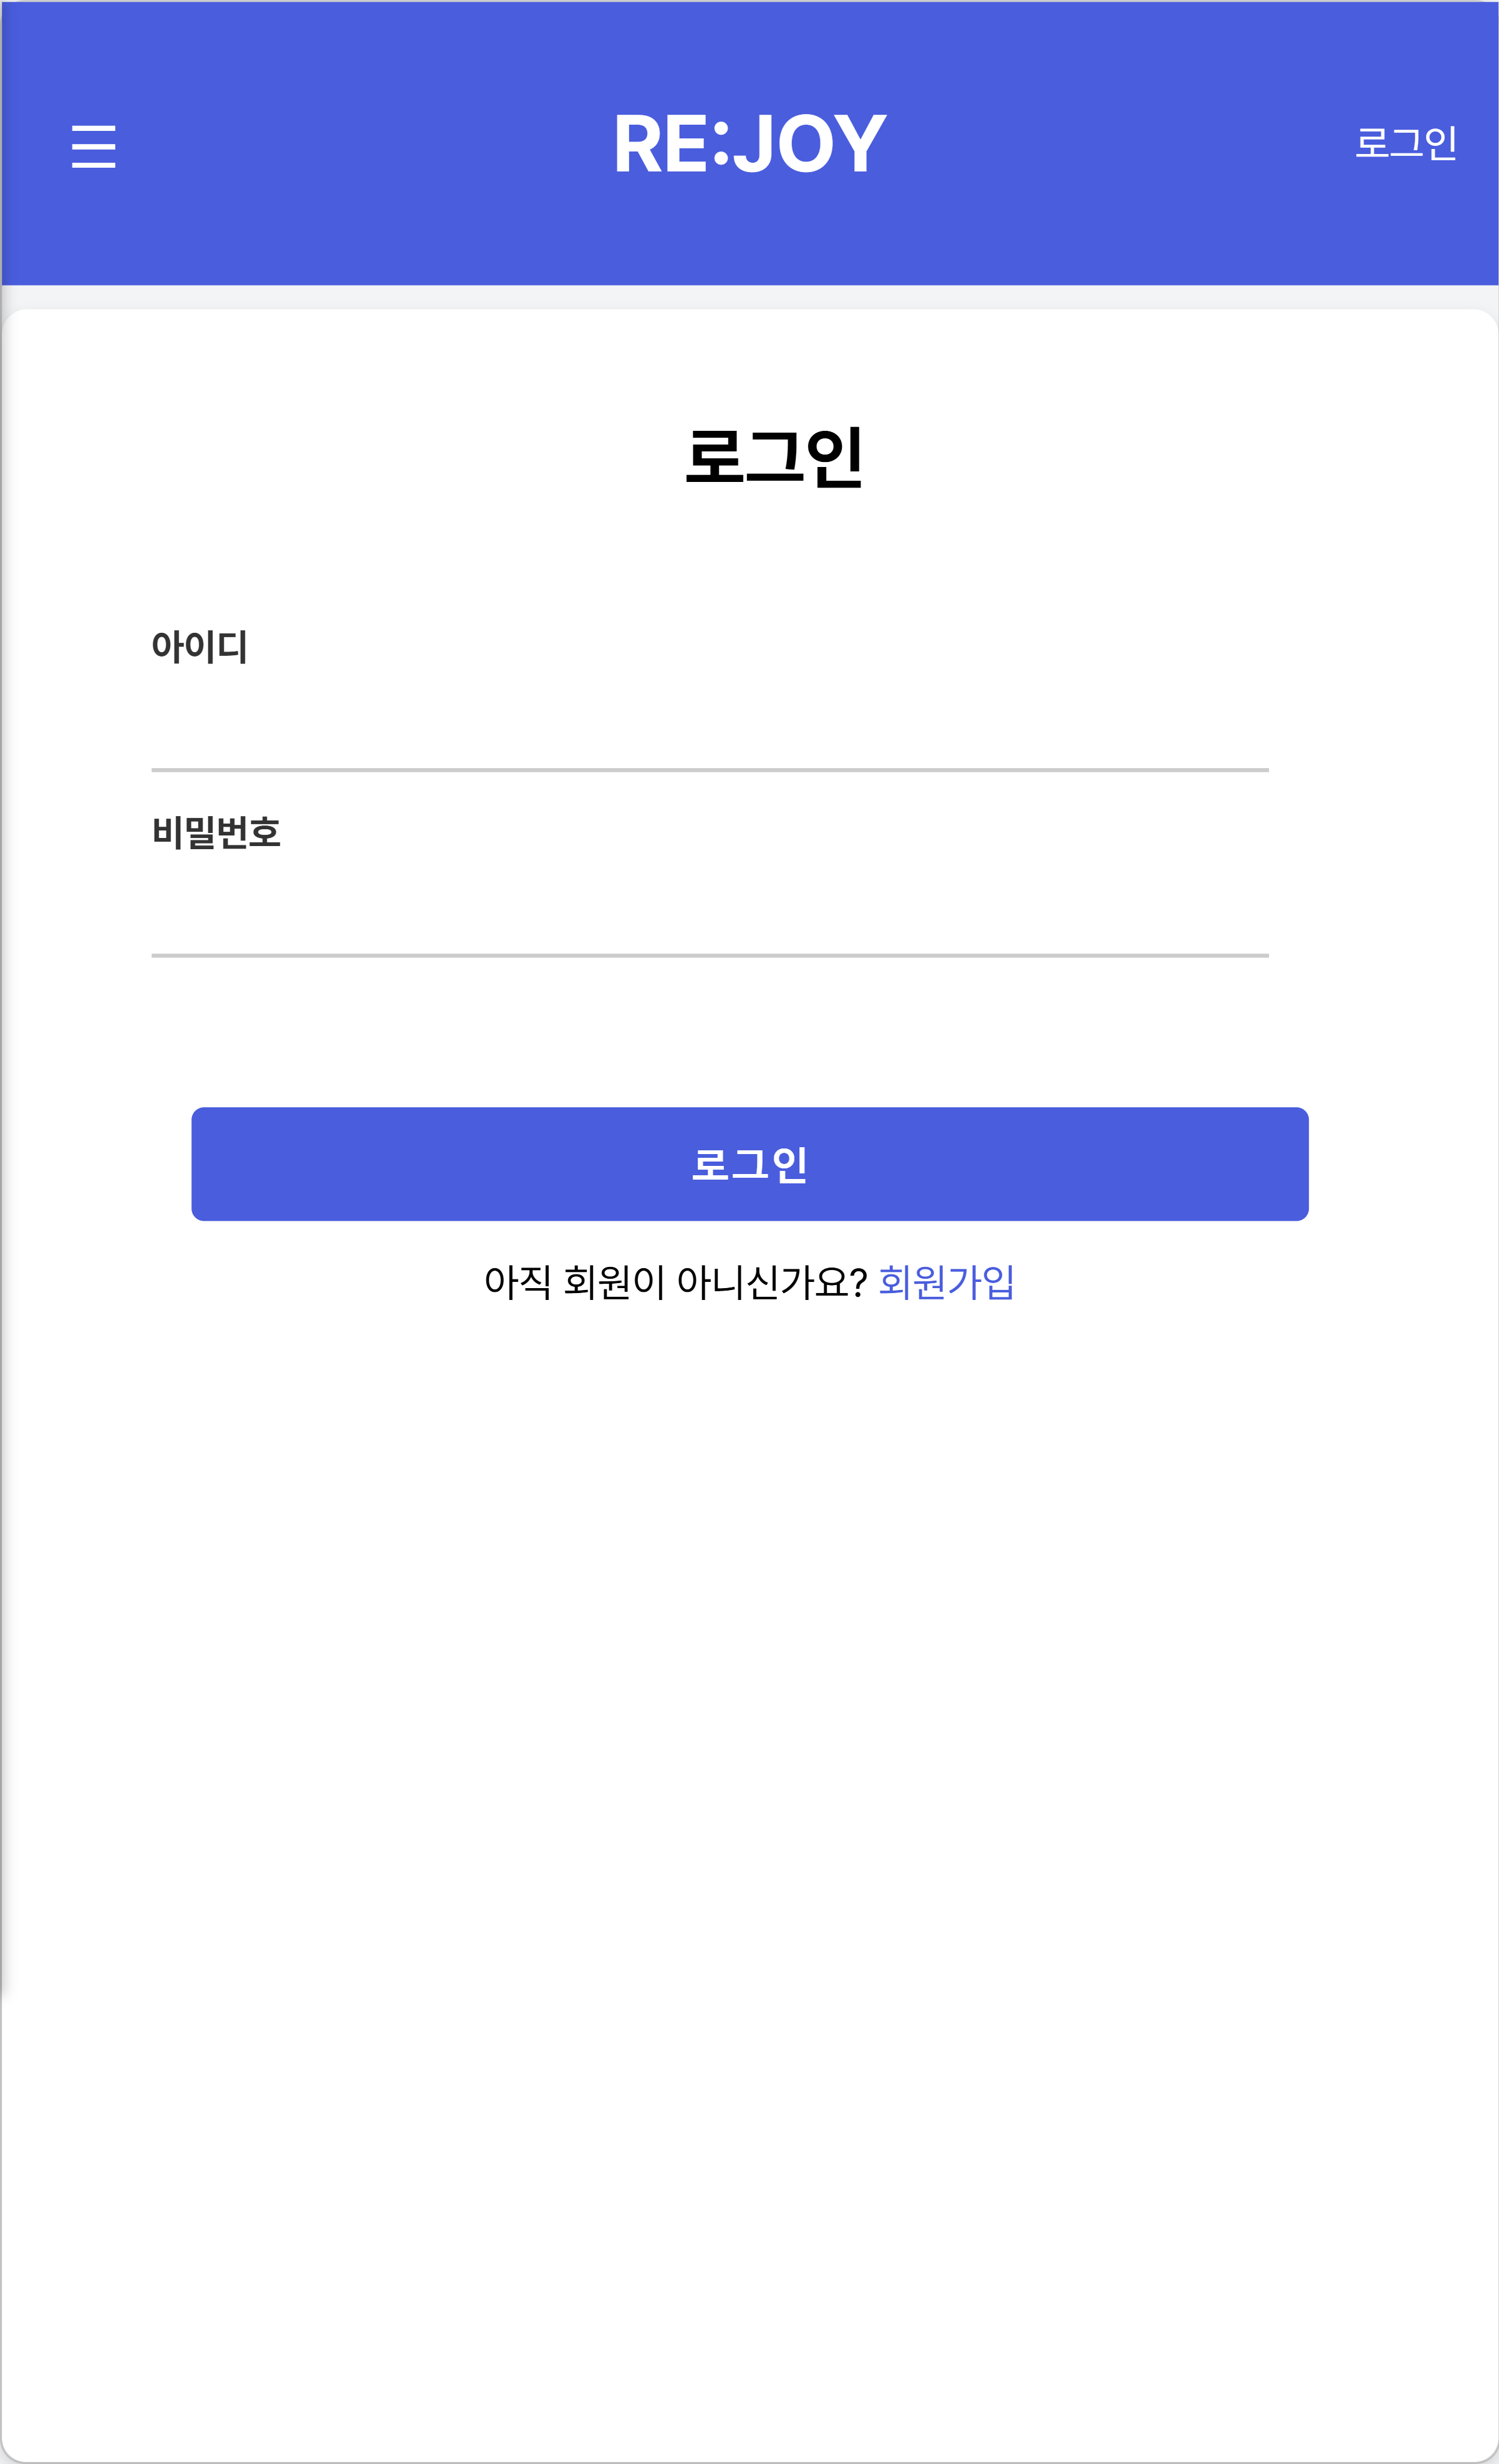 ☰ RE:JOY 로그인
로그인
아이디
비밀번호
로그인
아직 회원이 아니신가요? 회원가입